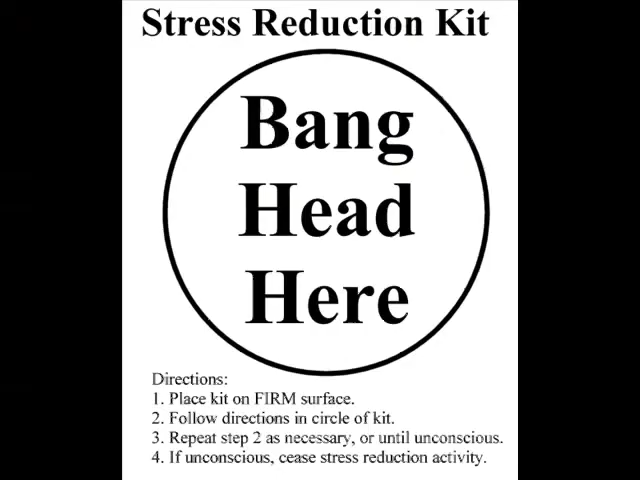 Stress Reduction Kit
Bang
Head
Here
Directions:
1. Place kit on FIRM surface.
2. Follow directions in circle of kit.
3. Repeat step 2 as necessary, or until unconscious.
4. If unconscious, cease stress reduction activity.